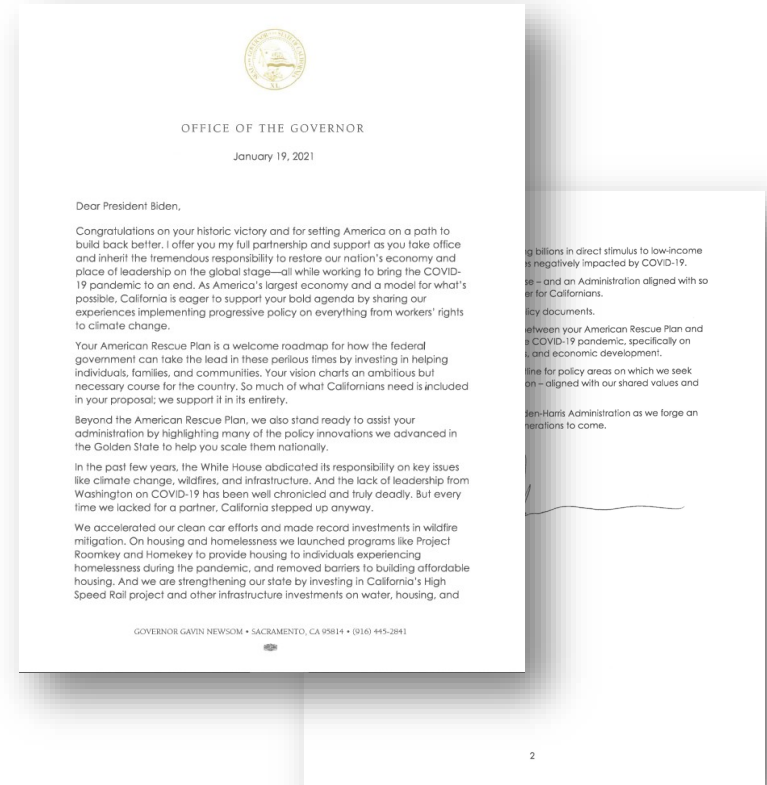 OFFICE OF THE GOVERNOR
January 19, 2021
Dear President Biden,
Congratulations on your historic victory and for setting America on a path to
build back better. I offer you my full partnership and support as you take office
and inherit the tremendous responsibility to restore our nation's economy and
place of leadership on the global stage—all while working to bring the COVID-
19 pandemic to an end. As America's largest economy and a model for what's
possible, California is eager to support your bold agenda by sharing our
experiences implementing progressive policy on everything from workers' rights
to climate change.
Your American Rescue Plan is a welcome roadmap for how the federal
government can take the lead in these perilous times by investing in helping
individuals, families, and communities. Your vision charts an ambitious but
necessary course for the country. So much of what Californians need is included
in your proposal; we support it in its entirety.
Beyond the American Rescue Plan, we also stand ready to assist your
administration by highlighting many of the policy innovations we advanced in
the Golden State to help you scale them nationally.
In the past few years, the White House abdicated its responsibility on key issues
like climate change, wildfires, and infrastructure. And the lack of leadership from
Washington on COVID-19 has been well chronicled and truly deadly. But every
time we lacked for a partner, California stepped up anyway.
We accelerated our clean car efforts and made record investments in wildfire
mitigation. On housing and homelessness we launched programs like Project
Roomkey and Homekey to provide housing to individuals experiencing
homelessness during the pandemic, and removed barriers to building affordable
housing. And we are strengthening our state by investing in California's High
Speed Rail project and other infrastructure investments on water, housing, and
GOVERNOR GAVIN NEWSOM • SACRAMENTO, CA 95814 • (916) 445-2841
billions in direct stimulus to low-income
negatively impacted by COVID-19.
– and an Administration aligned with so
for Californians.
documents.
between your American Rescue Plan and
COVID-19 pandemic, specifically on
and economic development.
for policy areas on which we seek
– aligned with our shared values and
Administration as we forge an
to come.
2